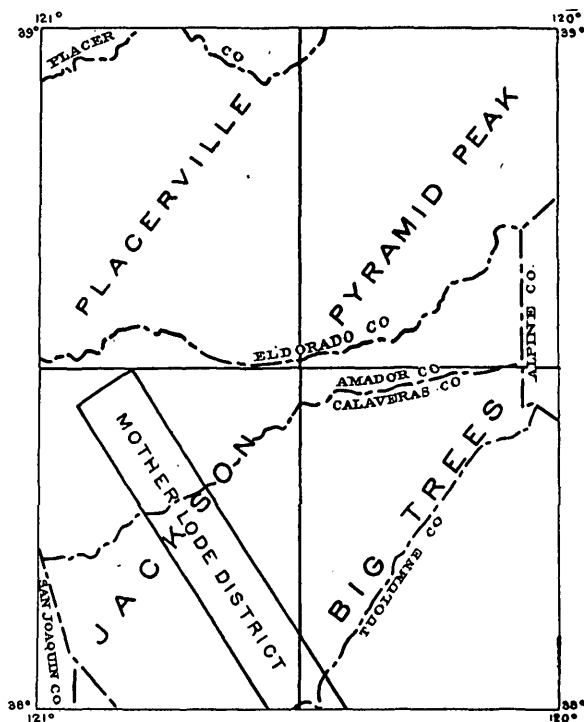 121° 120°
39° 39°
PLACER CO
PLACERVILLE
PYRAMID PEAK
ELDORADO CO
ALPINE CO.
AMADOR CO
CALAVERAS CO
JACKSON
MOTHER LODE DISTRICT
BIG TREES
TUOLUMNE CO
SAN JOAQUIN CO.
38° 38°
121° 120°